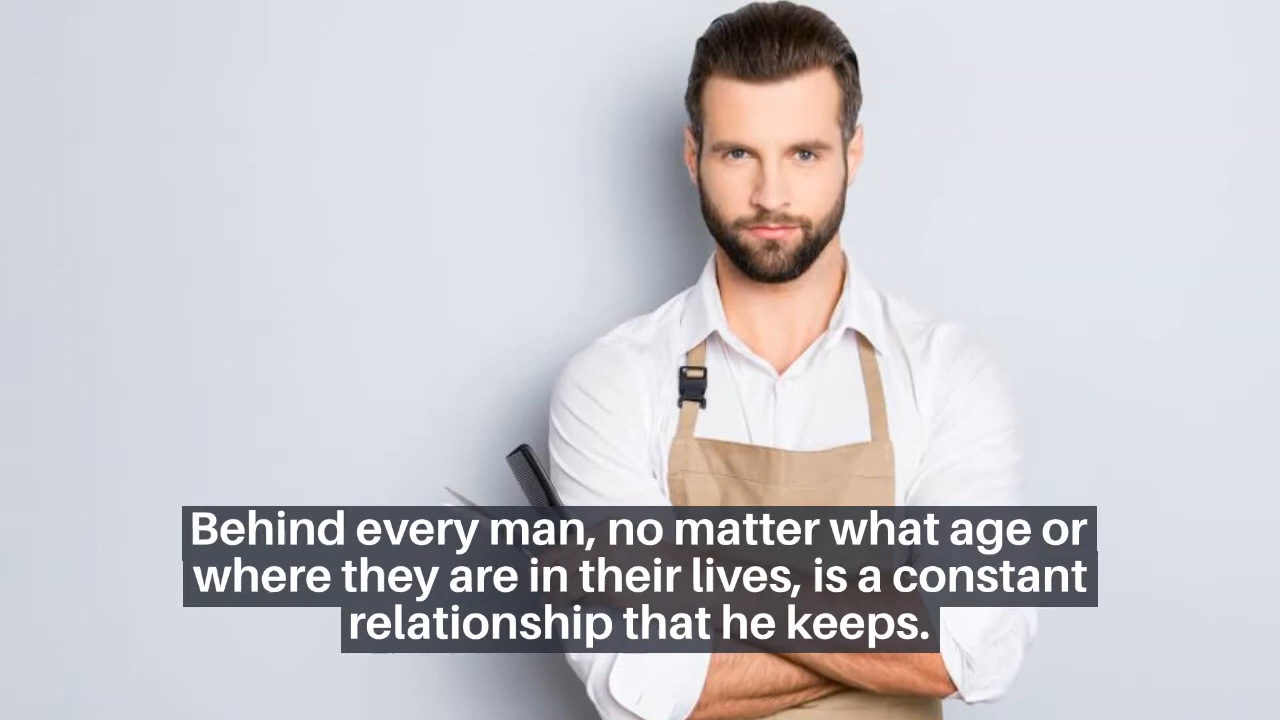 Behind every man, no matter what age or
where they are in their lives, is a constant
relationship that he keeps.